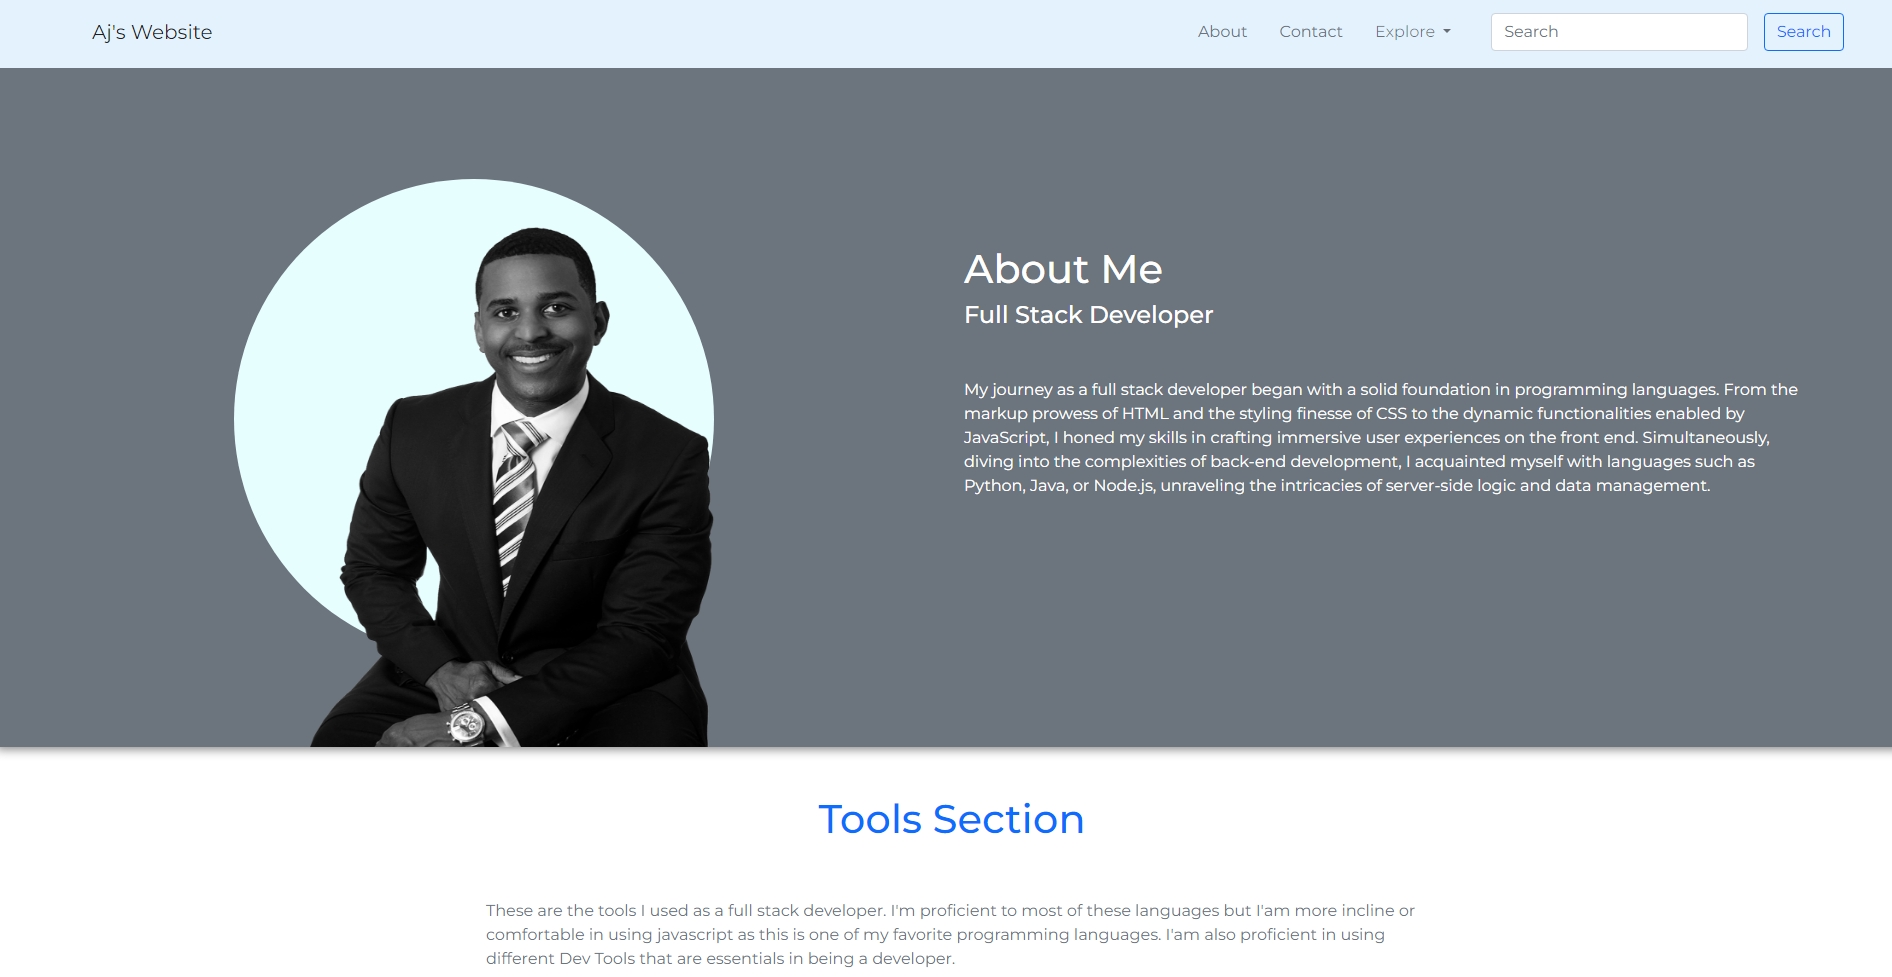 Aj's Website
About
Contact
Explore
Search
Search
About Me
Full Stack Developer
My journey as a full stack developer began with a solid foundation in programming languages. From the
markup prowess of HTML and the styling finesse of CSS to the dynamic functionalities enabled by
JavaScript, I honed my skills in crafting immersive user experiences on the front end. Simultaneously,
diving into the complexities of back-end development, I acquainted myself with languages such as
Python, Java, or Node.js, unraveling the intricacies of server-side logic and data management.
Tools Section
These are the tools I used as a full stack developer. I'm proficient to most of these languages but I'am more incline or
comfortable in using javascript as this is one of my favorite programming languages. I'am also proficient in using
different Dev Tools that are essentials in being a developer.